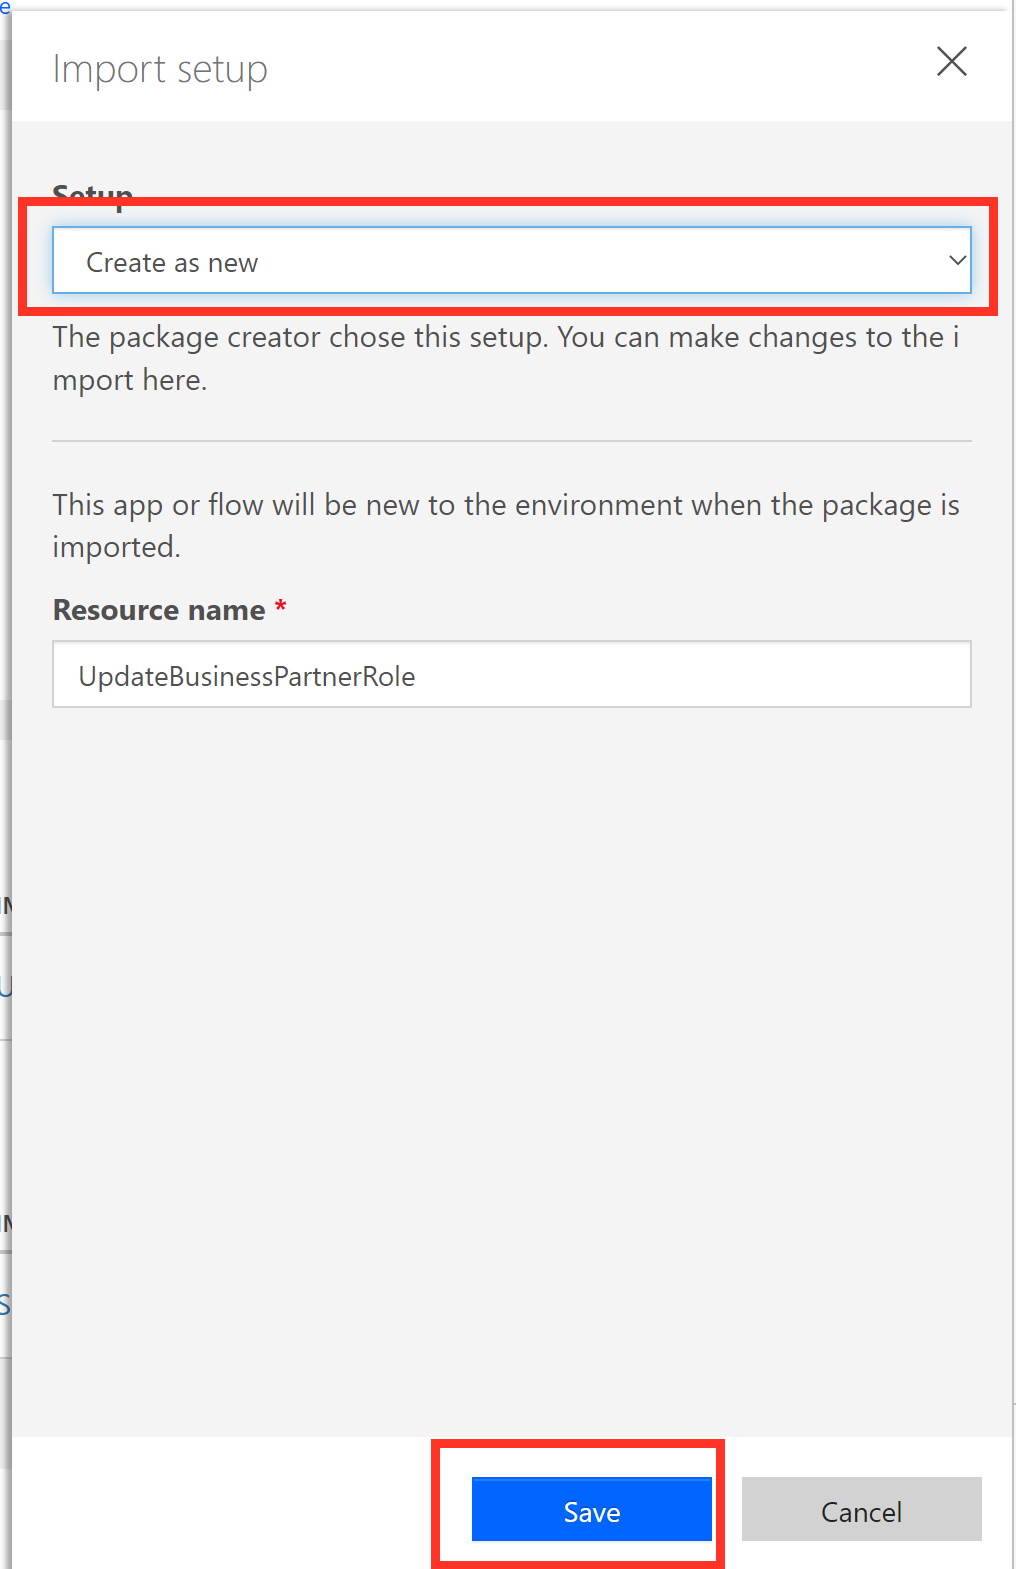 Import setup
Setup
Create as new
The package creator chose this setup. You can make changes to the i
mport here.
This app or flow will be new to the environment when the package is
imported.
Resource name *
UpdateBusinessPartnerRole
Save
Cancel